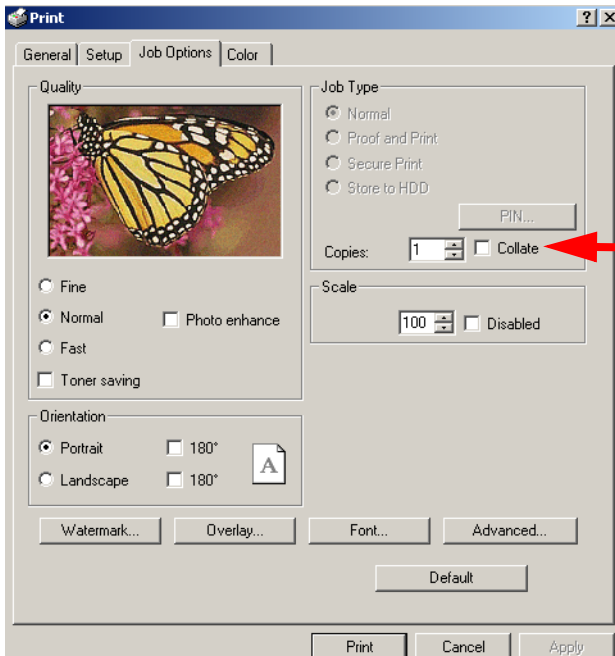 Print
General Setup Job Options Color
Quality
Fine
Normal Photo enhance
Fast
Toner saving
Orientation
Portrait 180°
Landscape 180°
A
Job Type
Normal
Proof and Print
Secure Print
Store to HDD
PIN...
Copies: 1 Collate
Scale
100 Disabled
Watermark... Overlay... Font... Advanced...
Default
Print Cancel Apply